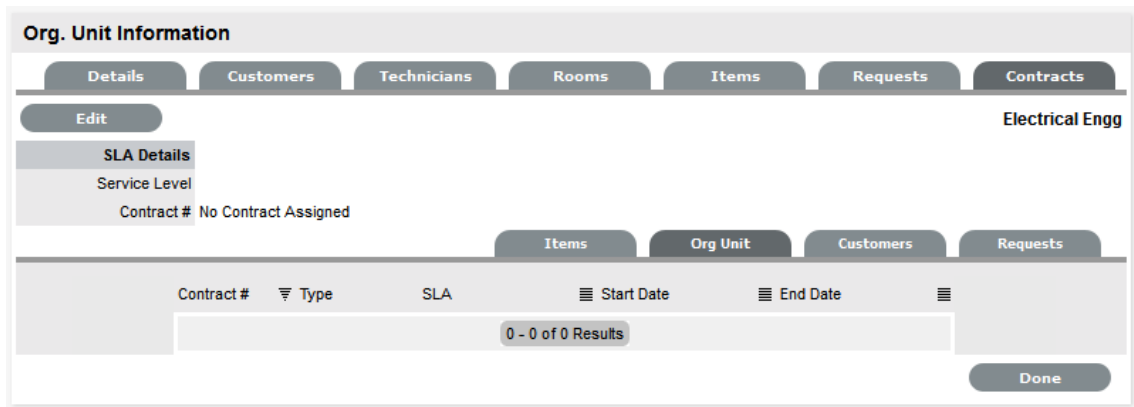 Org. Unit Information
Details Customers Technicians Rooms Items Requests Contracts
Edit Electrical Engg
SLA Details
Service Level
Contract # No Contract Assigned
Items Org Unit Customers Requests
Contract # Type SLA Start Date End Date
0 - 0 of 0 Results
Done